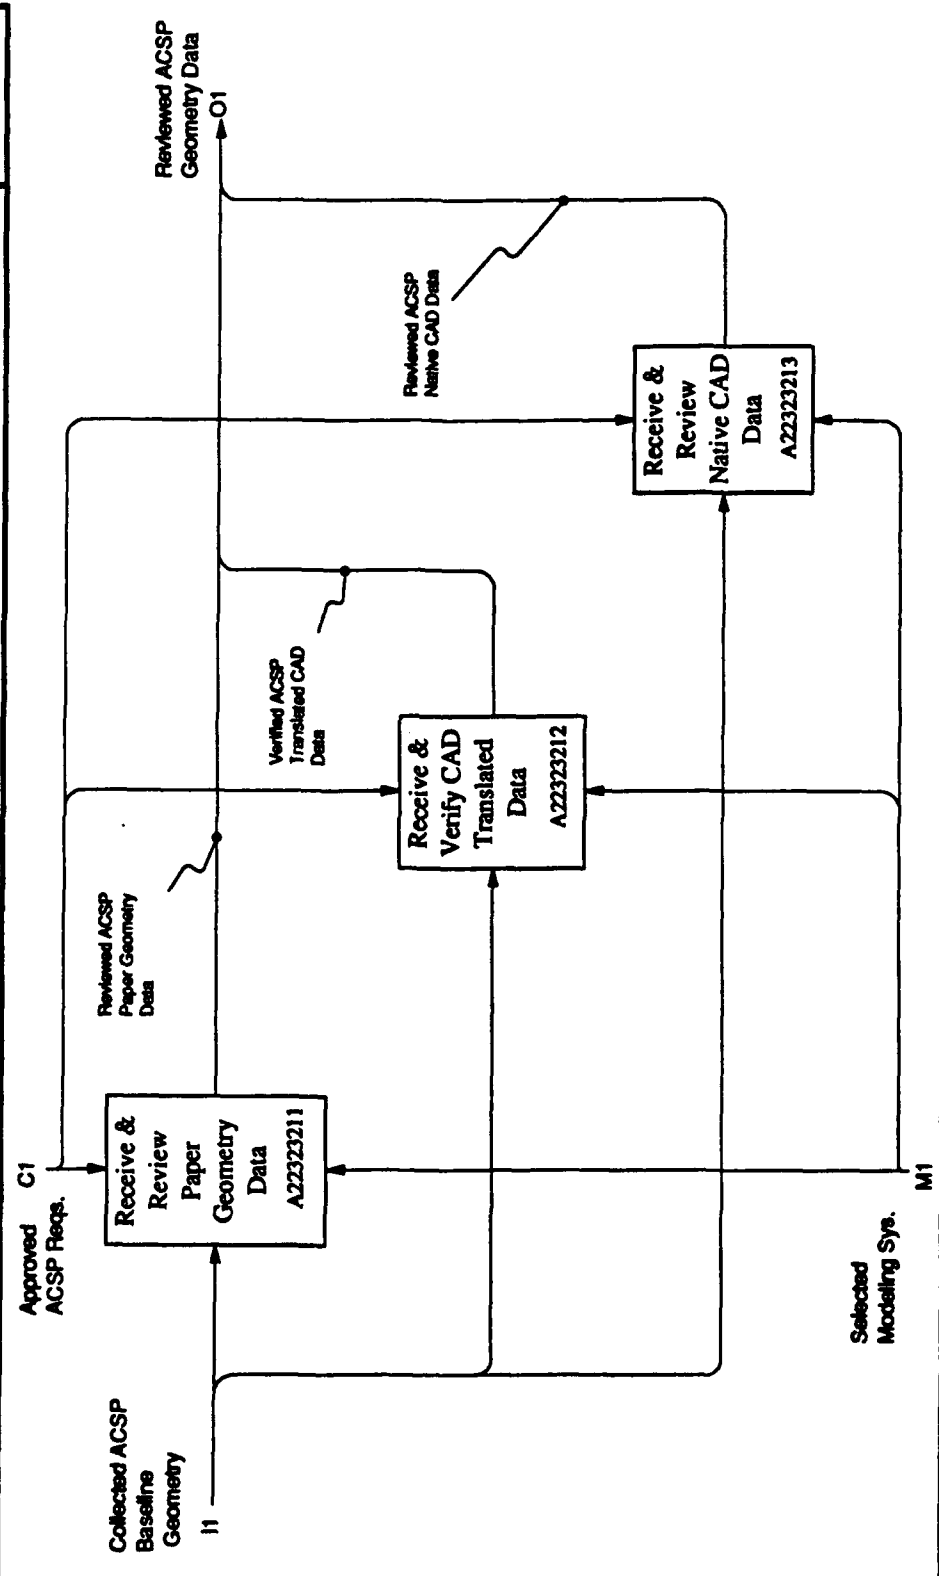 Approved
ACSP Reqs.
C1
Collected ACSP
Baseline
Geometry
I1
Receive &
Review
Paper
Geometry
Data
A22323211
Reviewed ACSP
Paper Geometry
Data
Receive &
Verify CAD
Translated
Data
A22323212
Verified ACSP
Translated CAD
Data
Receive &
Review
Native CAD
Data
A22323213
Reviewed ACSP
Native CAD Data
Reviewed ACSP
Geometry Data
O1
Selected
Modeling Sys.
M1